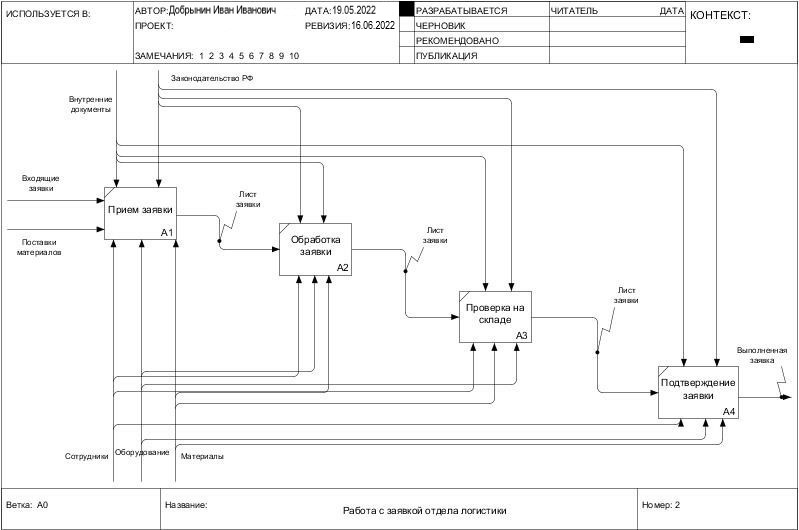 ИСПОЛЬЗУЕТСЯ В:
АВТОР: Добрынин Иван Иванович
ДАТА: 19.05.2022
ПРОЕКТ:
РЕВИЗИЯ: 16.06.2022
ЗАМЕЧАНИЯ: 1 2 3 4 5 6 7 8 9 10
РАЗРАБАТЫВАЕТСЯ
ЧЕРНОВИК
РЕКОМЕНДОВАНО
ПУБЛИКАЦИЯ
ЧИТАТЕЛЬ
ДАТА
КОНТЕКСТ:
Законодательство РФ
Внутренние
документы
Входящие
заявки
Поставки
материалов
Прием заявки
A1
Лист
заявки
Обработка
заявки
A2
Лист
заявки
Проверка на
складе
A3
Лист
заявки
Подтверждение
заявки
A4
Выполненная
заявка
Сотрудники
Оборудование
Материалы
Ветка: A0
Название:
Работа с заявкой отдела логистики
Номер: 2